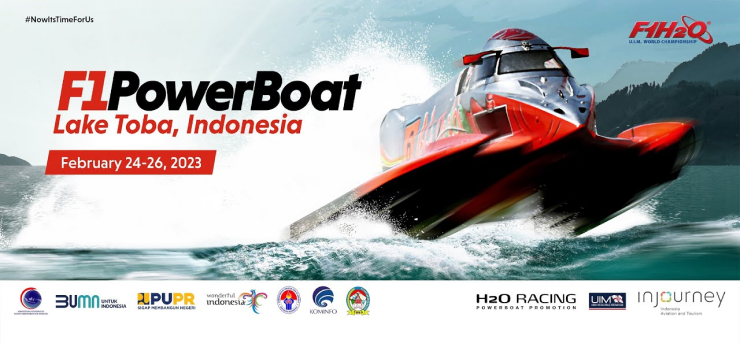 #NowItsTimeForUs
F1H2O
U.I.M. WORLD CHAMPIONSHIP
F1PowerBoat
Lake Toba, Indonesia
February 24-26, 2023
BUMN UNTUK
INDONESIA
PUPR
SIGAP MEMBANGUN NEGERI
wonderful
indonesia
KOMINFO
H2O RACING
POWERBOAT PROMOTION
UIM
injourney
Indonesia
Aviation and Tourism